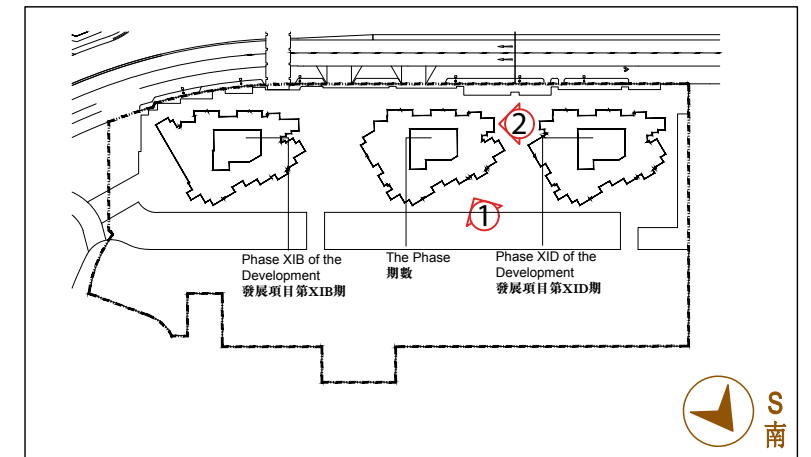 2
1
Phase XIB of the
Development
發展項目第XIB期
The Phase
期數
Phase XID of the
Development
發展項目第XID期
S
南